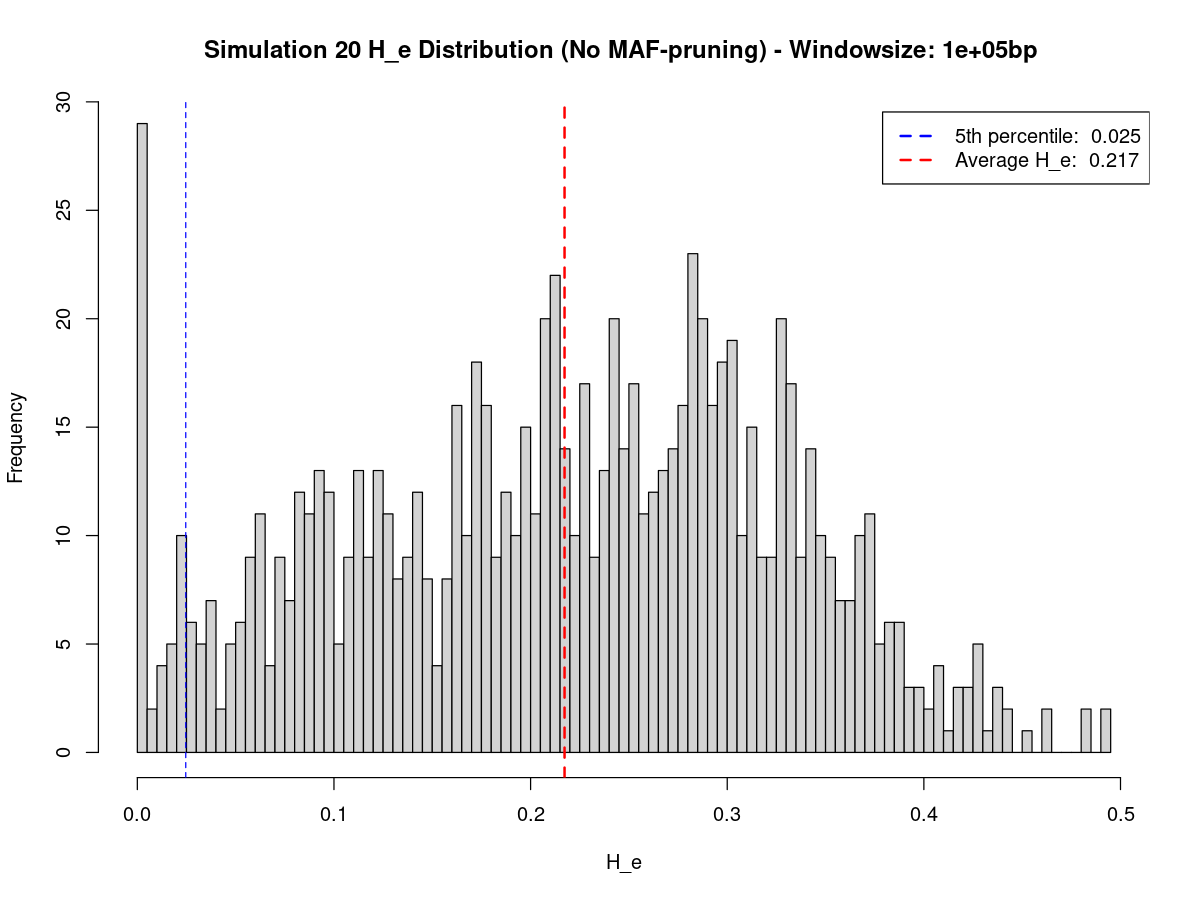 Simulation 20 H_e Distribution (No MAF-pruning) - Windowsize: 1e+05bp
5th percentile: 0.025
Average H_e: 0.217
Frequency
30
25
20
15
10
5
0
0.0 0.1 0.2 0.3 0.4 0.5
H_e